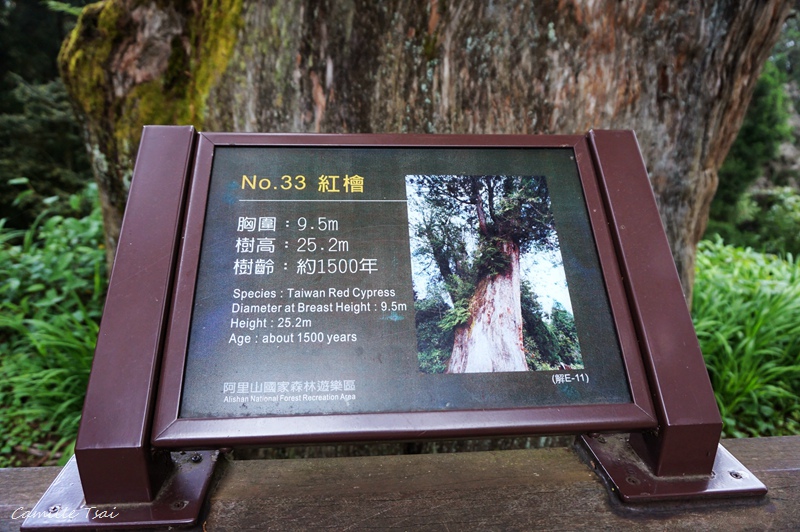 No.33 紅檜
胸圍：9.5m
樹高：25.2m
樹齡：約1500年
Species : Taiwan Red Cypress
Diameter at Breast Height : 9.5m
Height : 25.2m
Age : about 1500 years
(解E-11)
阿里山國家森林遊樂區
Alishan National Forest Recreation Area
Camille Tsai